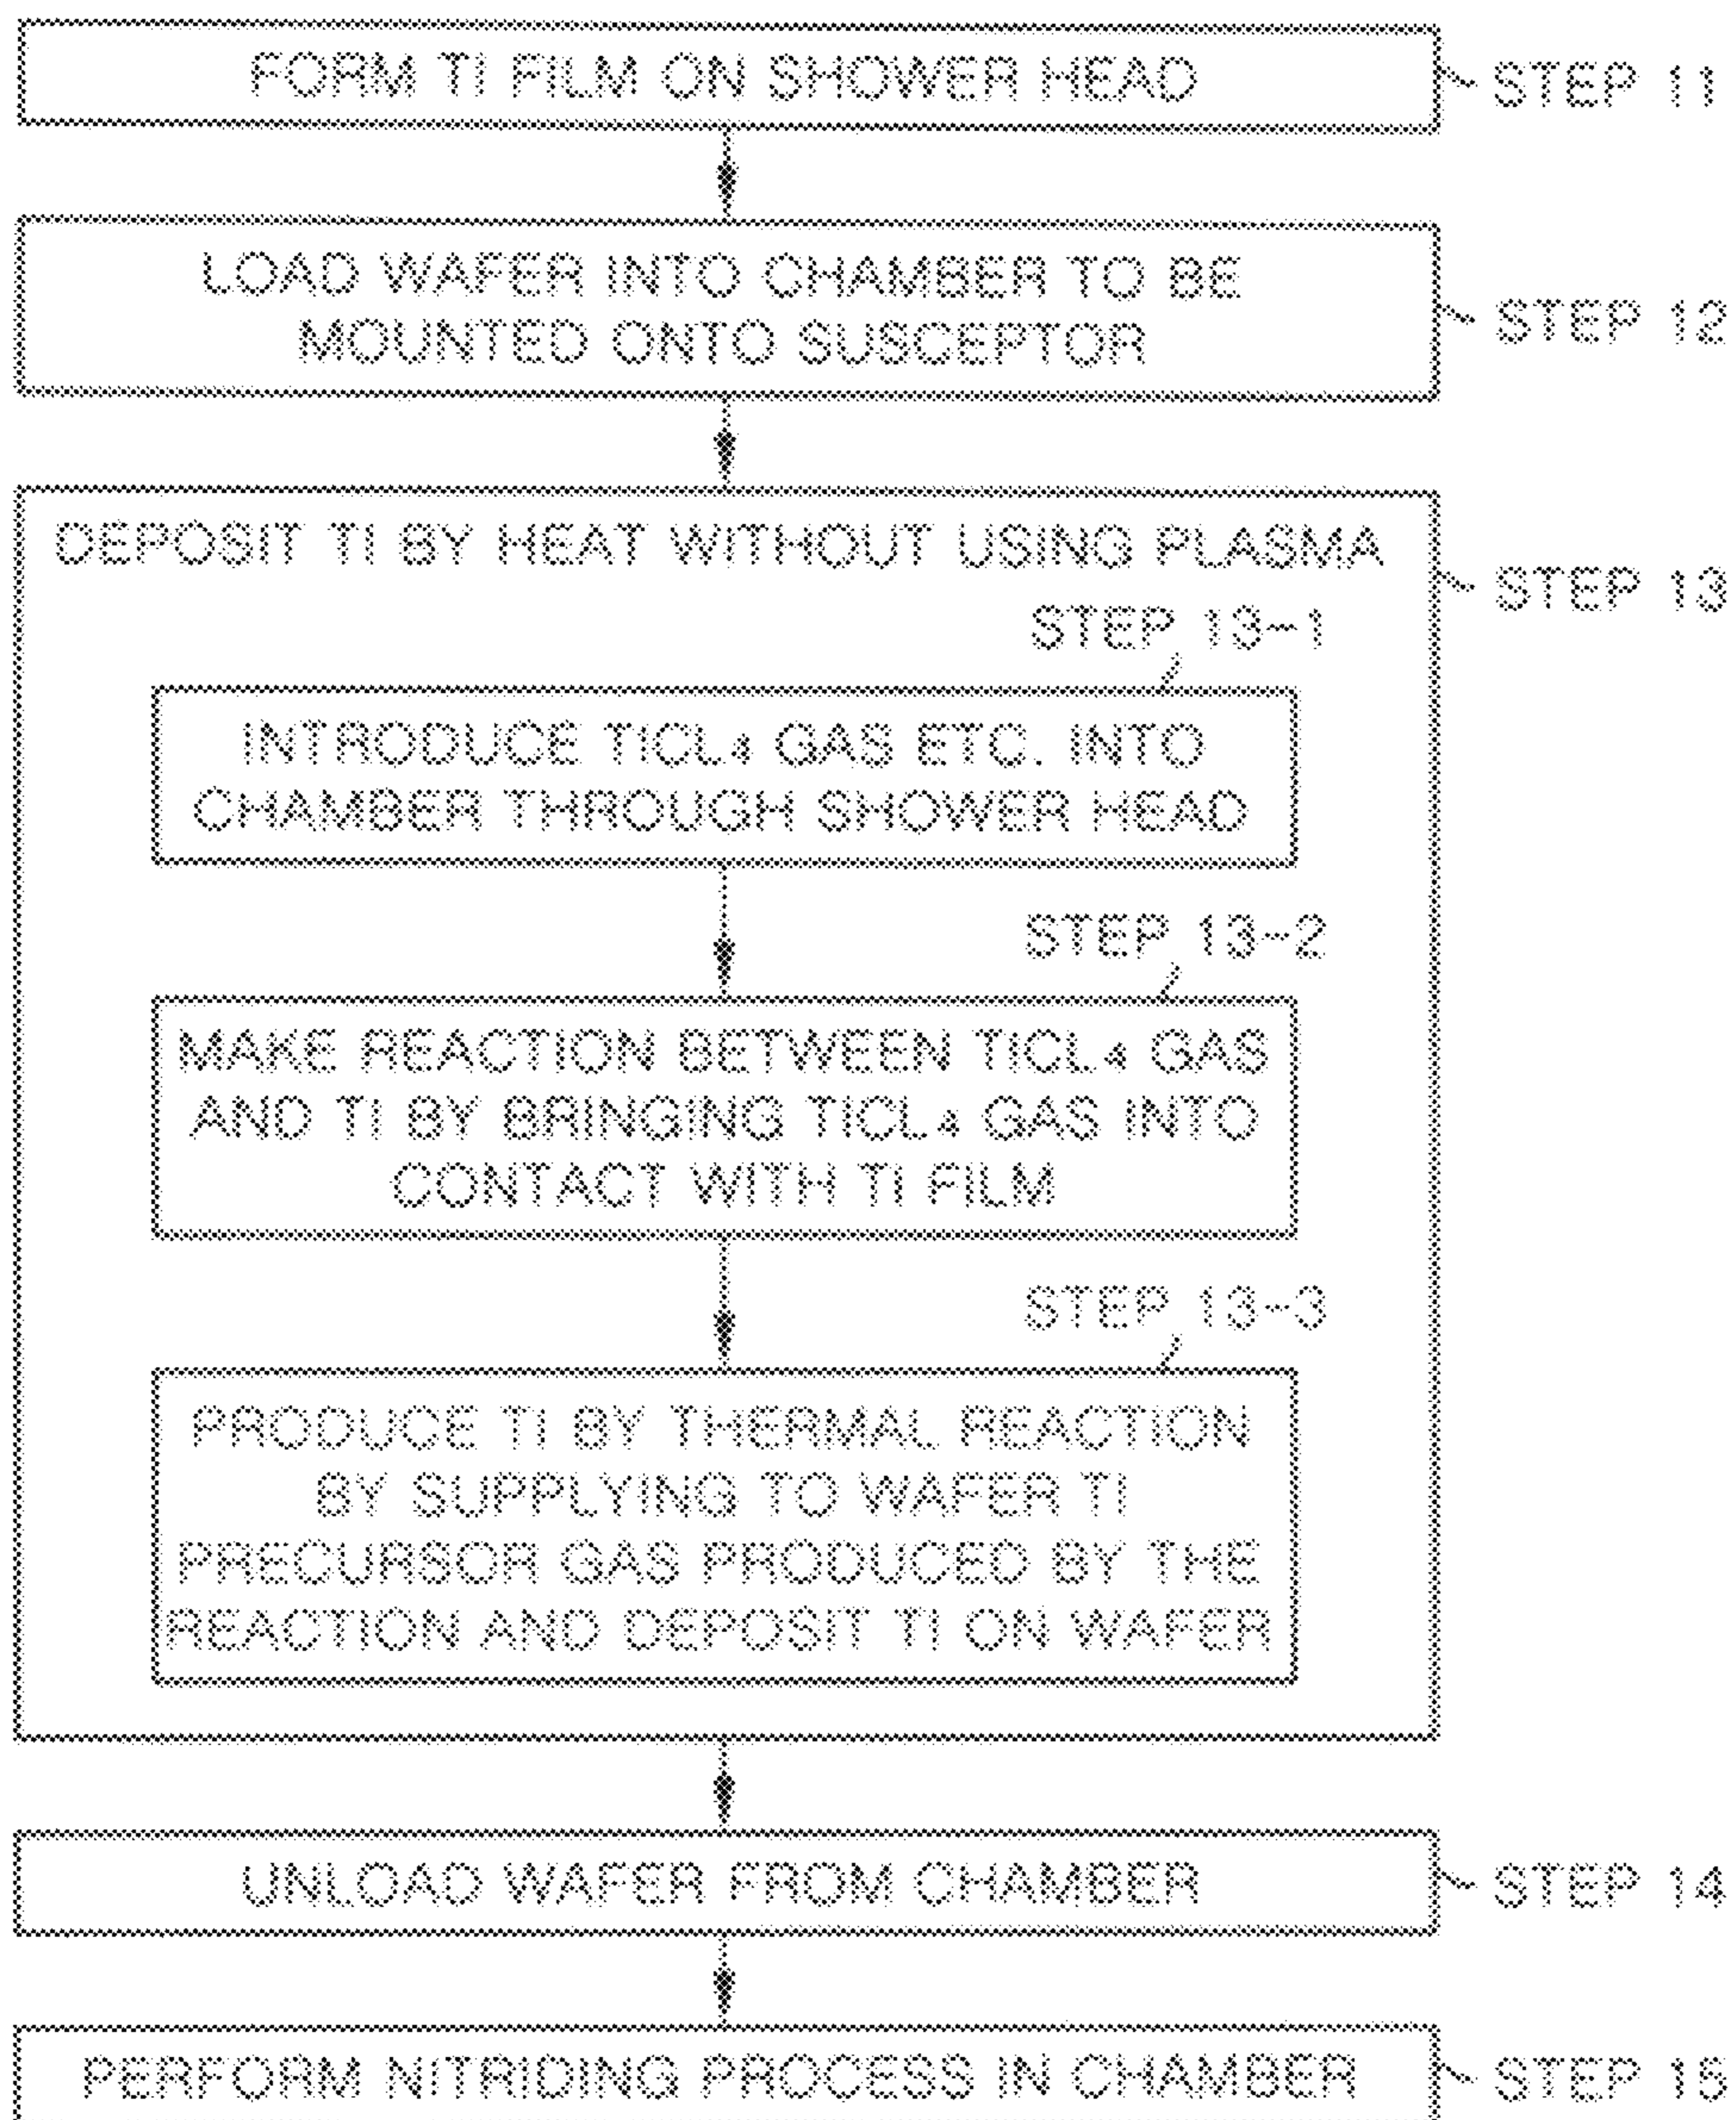 FORM TI FILM ON SHOWER HEAD
STEP 11
LOAD WAFER INTO CHAMBER TO BE
MOUNTED ONTO SUSCEPTOR
STEP 12
DEPOSIT TI BY HEAT WITHOUT USING PLASMA
STEP 13
STEP 13-1
INTRODUCE TICL4 GAS ETC. INTO
CHAMBER THROUGH SHOWER HEAD
STEP 13-2
MAKE REACTION BETWEEN TICL4 GAS
AND TI BY BRINGING TICL4 GAS INTO
CONTACT WITH TI FILM
STEP 13-3
PRODUCE TI BY THERMAL REACTION
BY SUPPLYING TO WAFER TI
PRECURSOR GAS PRODUCED BY THE
REACTION AND DEPOSIT TI ON WAFER
UNLOAD WAFER FROM CHAMBER
STEP 14
PERFORM NITRIDING PROCESS IN CHAMBER
STEP 15